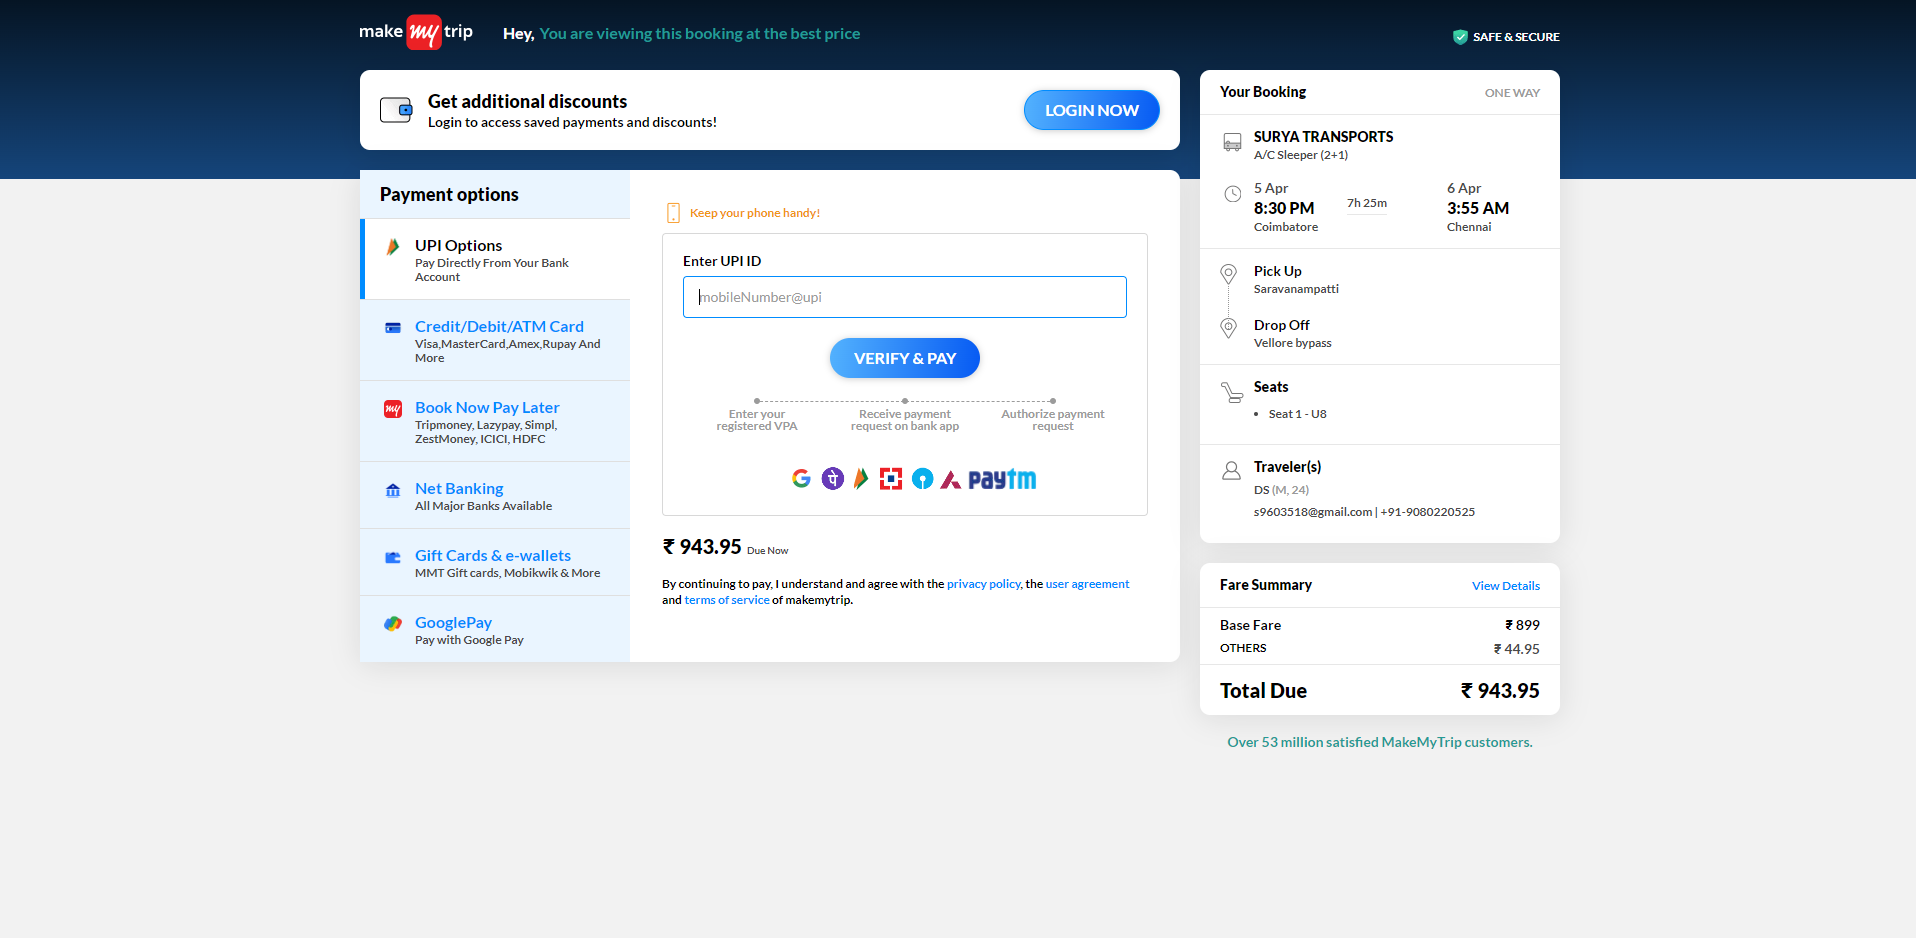 make my trip
Hey, You are viewing this booking at the best price
SAFE & SECURE
Get additional discounts
Login to access saved payments and discounts!
LOGIN NOW
Payment options
UPI Options
Pay Directly From Your Bank
Account
Credit/Debit/ATM Card
Visa,MasterCard,Amex,Rupay And
More
Book Now Pay Later
Tripmoney, Lazypay, Simpl,
ZestMoney, ICICI, HDFC
Net Banking
All Major Banks Available
Gift Cards & e-wallets
MMT Gift cards, Mobikwik & More
GooglePay
Pay with Google Pay
Keep your phone handy!
Enter UPI ID
mobileNumber@upi
VERIFY & PAY
Enter your
registered VPA
Receive payment
request on bank app
Authorize payment
request
G पे paytm
₹ 943.95 Due Now
By continuing to pay, I understand and agree with the privacy policy, the user agreement
and terms of service of makemytrip.
Your Booking
ONE WAY
SURYA TRANSPORTS
A/C Sleeper (2+1)
5 Apr
8:30 PM
Coimbatore
7h 25m
6 Apr
3:55 AM
Chennai
Pick Up
Saravanampatti
Drop Off
Vellore bypass
Seats
• Seat 1 - U8
Traveler(s)
DS (M, 24)
s9603518@gmail.com | +91-9080220525
Fare Summary
View Details
Base Fare ₹ 899
OTHERS ₹ 44.95
Total Due ₹ 943.95
Over 53 million satisfied MakeMyTrip customers.